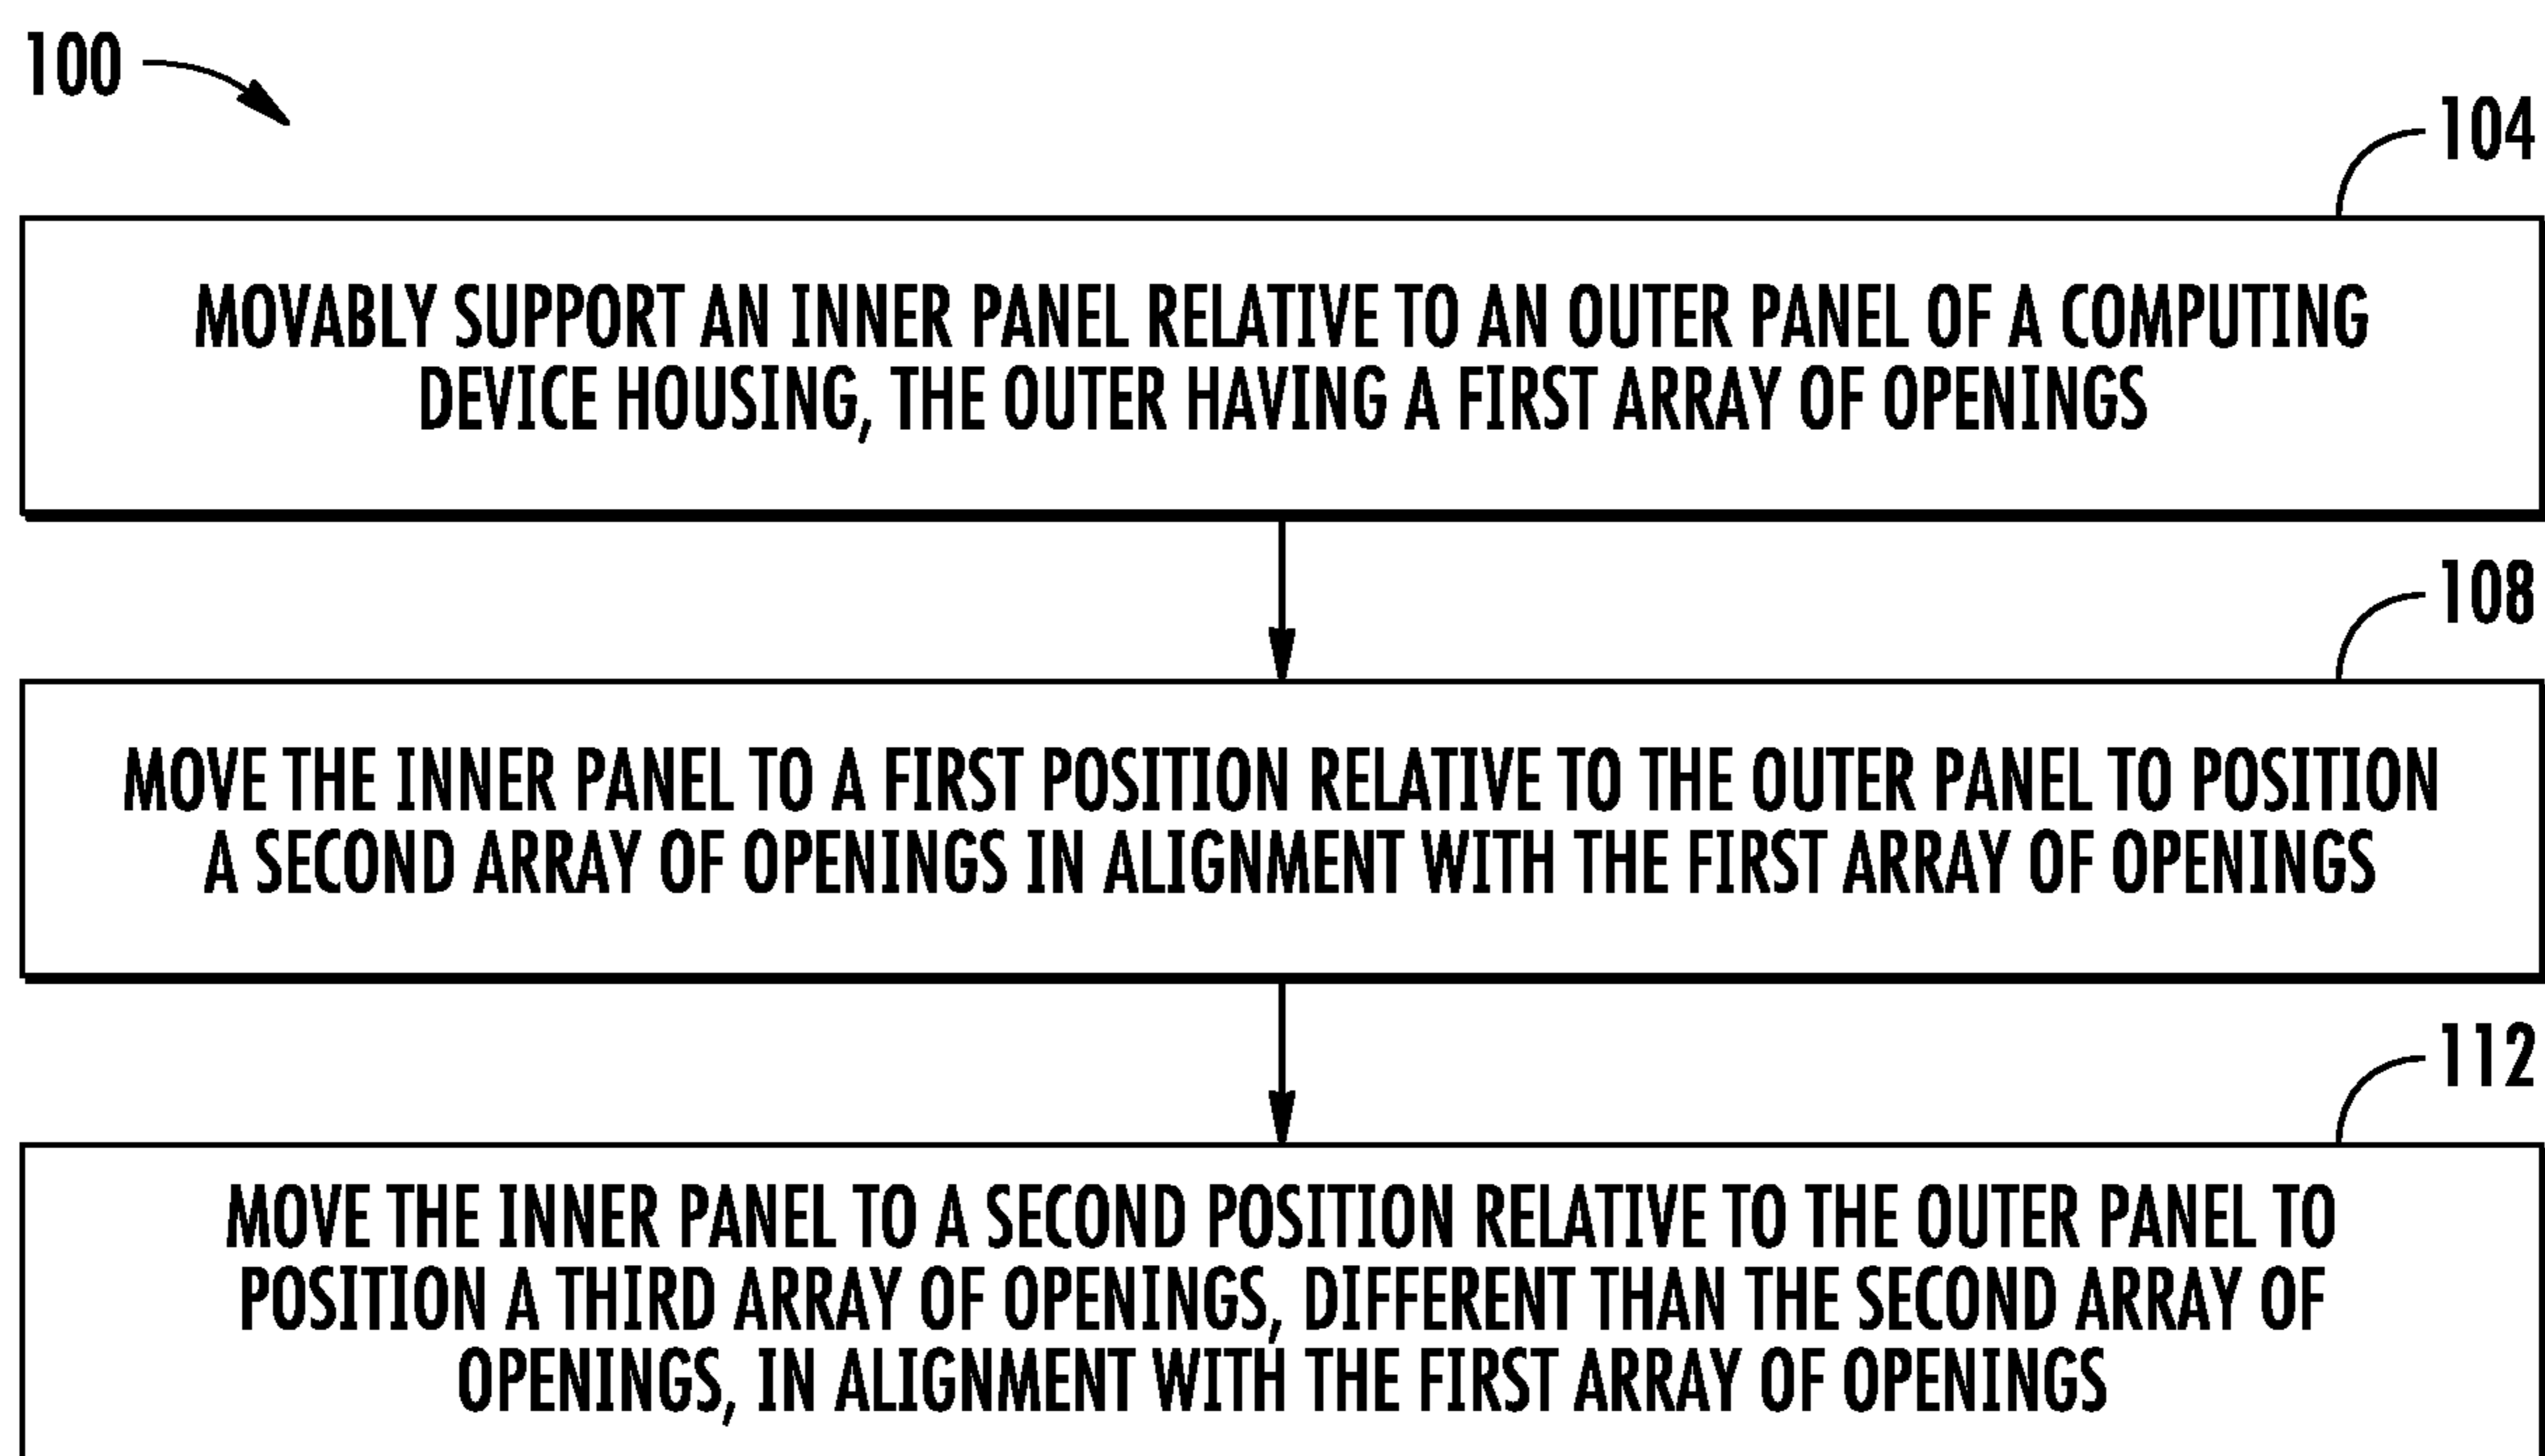 100
104
MOVABLY SUPPORT AN INNER PANEL RELATIVE TO AN OUTER PANEL OF A COMPUTING
DEVICE HOUSING, THE OUTER HAVING A FIRST ARRAY OF OPENINGS
108
MOVE THE INNER PANEL TO A FIRST POSITION RELATIVE TO THE OUTER PANEL TO POSITION
A SECOND ARRAY OF OPENINGS IN ALIGNMENT WITH THE FIRST ARRAY OF OPENINGS
112
MOVE THE INNER PANEL TO A SECOND POSITION RELATIVE TO THE OUTER PANEL TO
POSITION A THIRD ARRAY OF OPENINGS, DIFFERENT THAN THE SECOND ARRAY OF
OPENINGS, IN ALIGNMENT WITH THE FIRST ARRAY OF OPENINGS